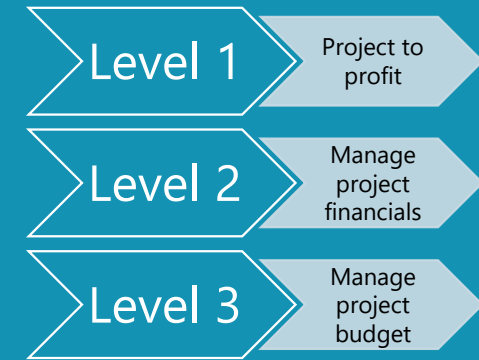 Level 1
Project to
profit
Level 2
Manage
project
financials
Level 3
Manage
project
budget